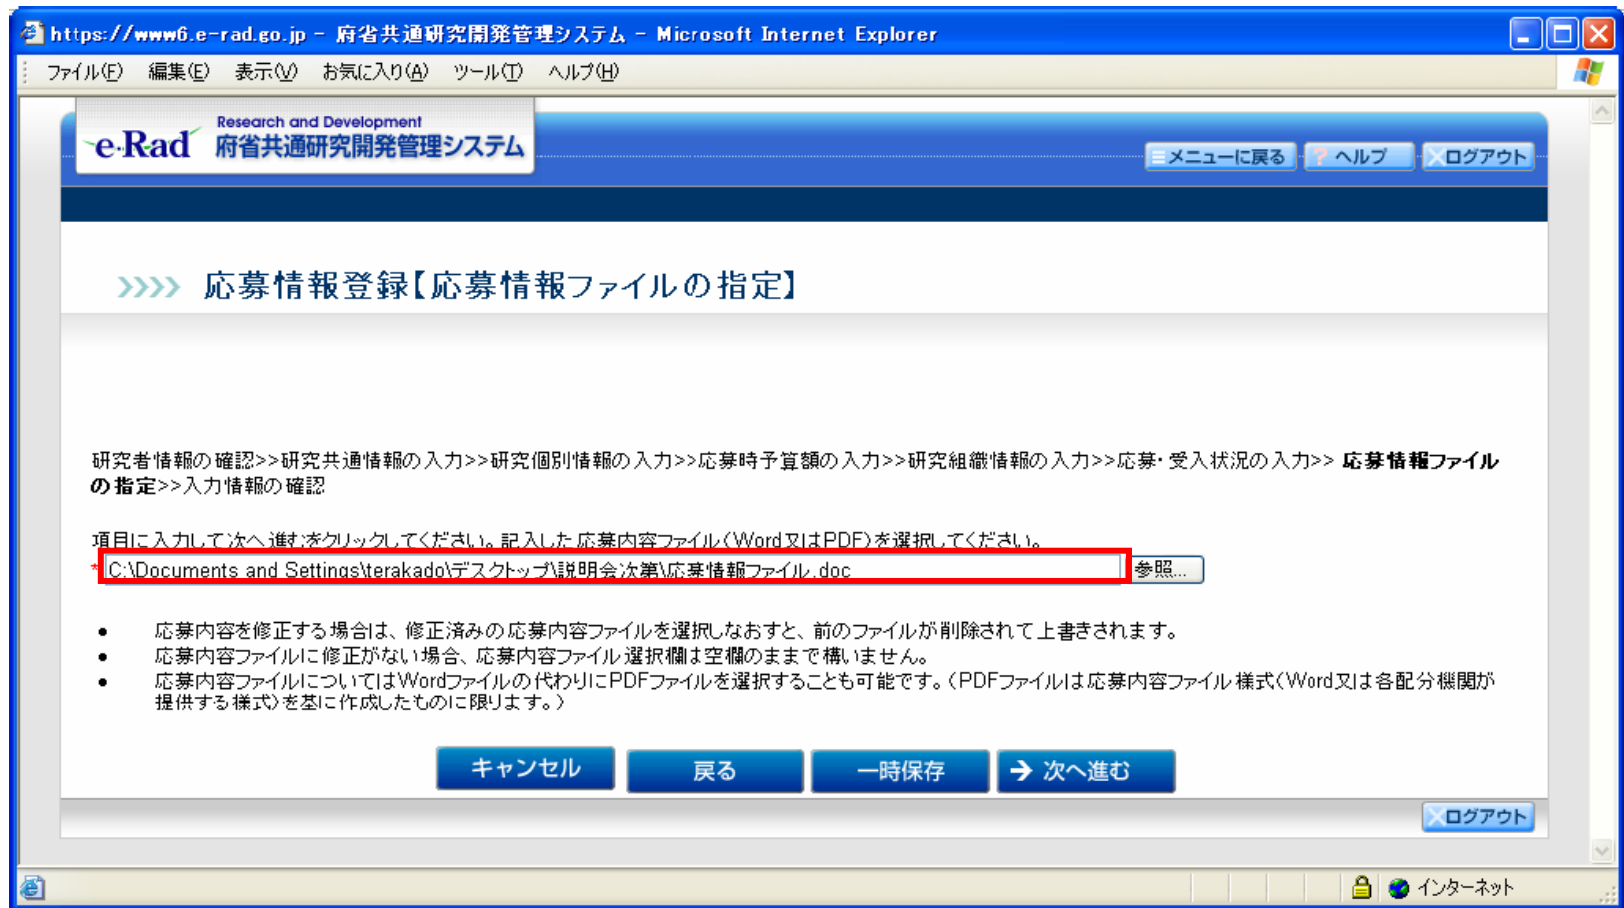 https://www6.e-rad.go.jp - 府省共通研究開発管理システム - Microsoft Internet Explorer
ファイル(F) 編集(E) 表示(V) お気に入り(A) ツール(T) ヘルプ(H)
e-Rad
Research and Development
府省共通研究開発管理システム
メニューに戻る ? ヘルプ ログアウト
>>>> 応募情報登録【応募情報ファイルの指定】
研究者情報の確認>>研究共通情報の入力>>研究個別情報の入力>>応募時予算額の入力>>研究組織情報の入力>>応募・受入状況の入力>> 応募情報ファイル
の指定>>入力情報の確認
項目に入力して次へ進むをクリックしてください。記入した応募内容ファイル(Word又はPDF)を選択してください。
* C:\Documents and Settings\terakado\デスクトップ\説明会次第\応募情報ファイル.doc 参照...
● 応募内容を修正する場合は、修正済みの応募内容ファイルを選択しなおすと、前のファイルが削除されて上書きされます。
● 応募内容ファイルに修正がない場合、応募内容ファイル選択欄は空欄のままで構いません。
● 応募内容ファイルについてはWordファイルの代わりにPDFファイルを選択することも可能です。(PDFファイルは応募内容ファイル様式(Word又は各配分機関が
提供する様式)を基に作成したものに限ります。)
キャンセル 戻る 一時保存 → 次へ進む
ログアウト
インターネット